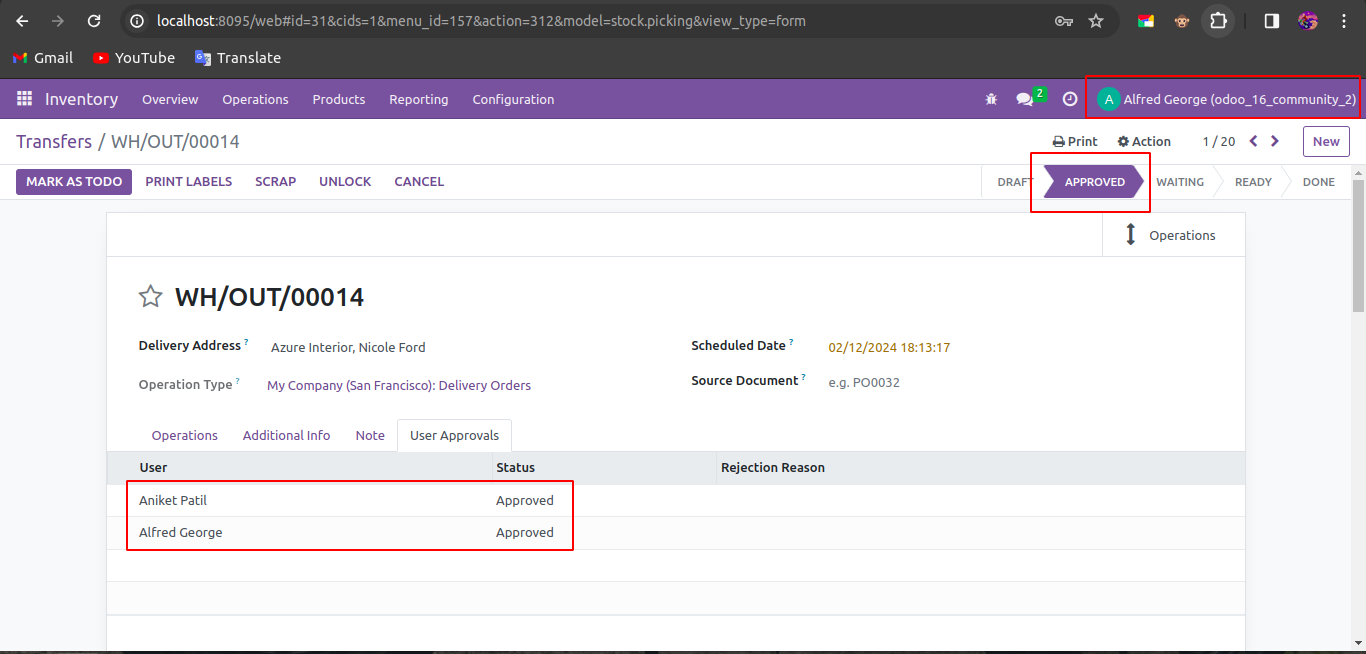 localhost:8095/web#id=31&cids=1&menu_id=157&action=312&model=stock.picking&view_type=form
Gmail YouTube Translate
Inventory Overview Operations Products Reporting Configuration 2 A Alfred George (odoo_16_community_2)
Transfers / WH/OUT/00014 Print Action 1 / 20 New
MARK AS TODO PRINT LABELS SCRAP UNLOCK CANCEL DRAFT APPROVED WAITING READY DONE
Operations
WH/OUT/00014
Delivery Address ? Azure Interior, Nicole Ford Scheduled Date ? 02/12/2024 18:13:17
Operation Type ? My Company (San Francisco): Delivery Orders Source Document ? e.g. PO0032
Operations Additional Info Note User Approvals
User Status Rejection Reason
Aniket Patil Approved
Alfred George Approved